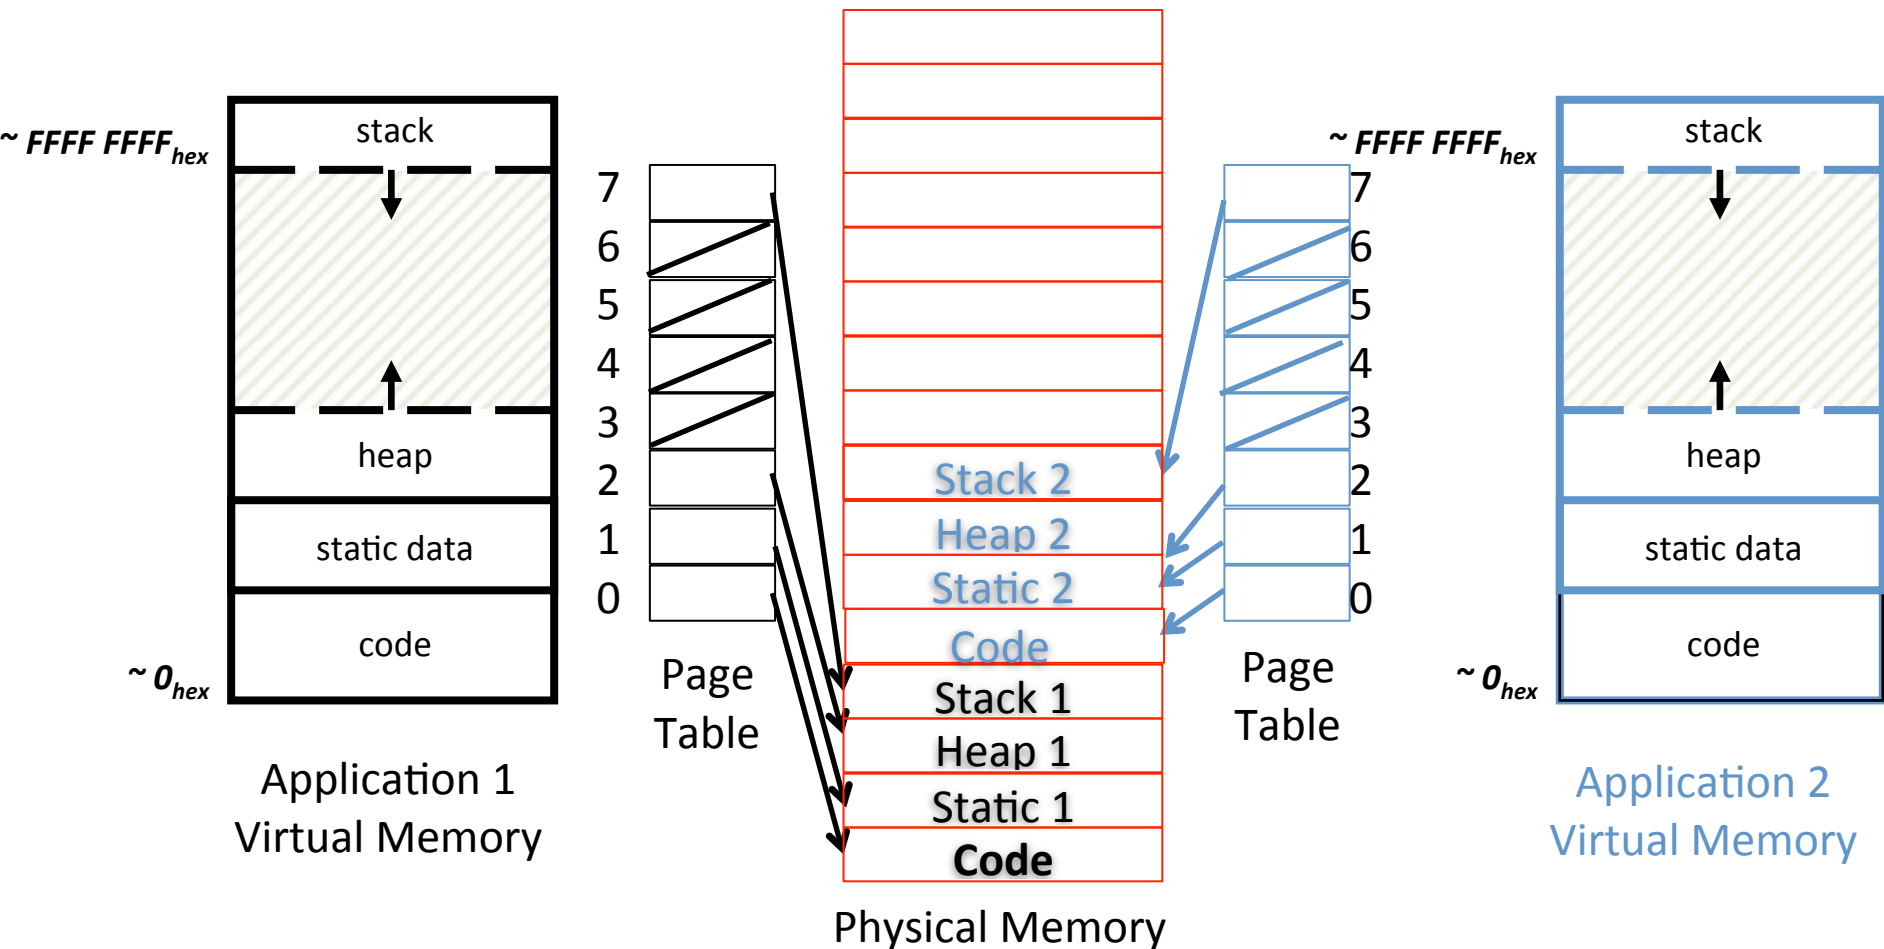 ~ FFFF FFFFhex
stack
heap
static data
code
~ 0hex
Application 1
Virtual Memory
7
6
5
4
3
2
1
0
Page
Table
Stack 2
Heap 2
Static 2
Code
Stack 1
Heap 1
Static 1
Code
Physical Memory
7
6
5
4
3
2
1
0
Page
Table
~ FFFF FFFFhex
stack
heap
static data
code
~ 0hex
Application 2
Virtual Memory